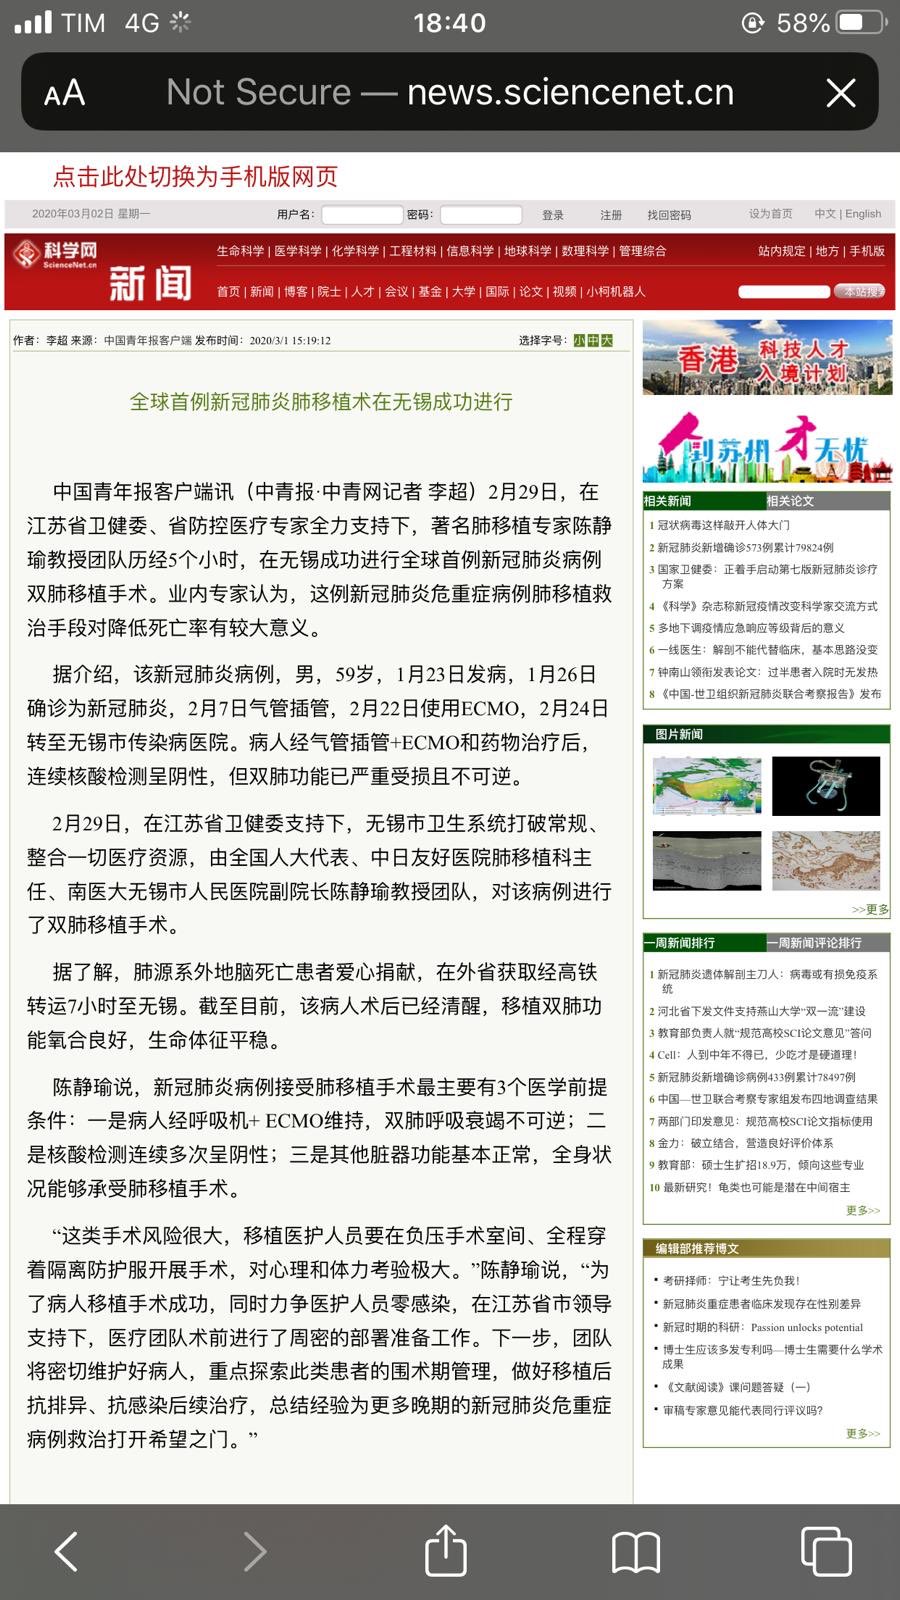 TIM 4G 18:40 58%
AA Not Secure — news.sciencenet.cn
点击此处切换为手机版网页
2020年03月02日 星期一 用户名： 密码： 登录 注册 找回密码 设为首页 中文 | English
科学网
ScienceNet.cn
新闻
生命科学 | 医学科学 | 化学科学 | 工程材料 | 信息科学 | 地球科学 | 数理科学 | 管理综合 站内规定 | 地方 | 手机版
首页 | 新闻 | 博客 | 院士 | 人才 | 会议 | 基金 | 大学 | 国际 | 论文 | 视频 | 小柯机器人 本站搜
作者：李超 来源：中国青年报客户端 发布时间：2020/3/1 15:19:12 选择字号：小 中 大
全球首例新冠肺炎肺移植术在无锡成功进行
中国青年报客户端讯（中青报·中青网记者 李超）2月29日，在
江苏省卫健委、省防控医疗专家全力支持下，著名肺移植专家陈静
瑜教授团队历经5个小时，在无锡成功进行全球首例新冠肺炎病例
双肺移植手术。业内专家认为，这例新冠肺炎危重症病例肺移植救
治手段对降低死亡率有较大意义。
据介绍，该新冠肺炎病例，男，59岁，1月23日发病，1月26日
确诊为新冠肺炎，2月7日气管插管，2月22日使用ECMO，2月24日
转至无锡市传染病医院。病人经气管插管+ECMO和药物治疗后，
连续核酸检测呈阴性，但双肺功能已严重受损且不可逆。
2月29日，在江苏省卫健委支持下，无锡市卫生系统打破常规、
整合一切医疗资源，由全国人大代表、中日友好医院肺移植科主
任、南医大无锡市人民医院副院长陈静瑜教授团队，对该病例进行
了双肺移植手术。
据了解，肺源系外地脑死亡患者爱心捐献，在外省获取经高铁
转运7小时至无锡。截至目前，该病人术后已经清醒，移植双肺功
能氧合良好，生命体征平稳。
陈静瑜说，新冠肺炎病例接受肺移植手术最主要有3个医学前提
条件：一是病人经呼吸机+ ECMO维持，双肺呼吸衰竭不可逆；二
是核酸检测连续多次呈阴性；三是其他脏器功能基本正常，全身状
况能够承受肺移植手术。
“这类手术风险很大，移植医护人员要在负压手术室间、全程穿
着隔离防护服开展手术，对心理和体力考验极大。”陈静瑜说，“为
了病人移植手术成功，同时力争医护人员零感染，在江苏省市领导
支持下，医疗团队术前进行了周密的部署准备工作。下一步，团队
将密切维护好病人，重点探索此类患者的围术期管理，做好移植后
抗排异、抗感染后续治疗，总结经验为更多晚期的新冠肺炎危重症
病例救治打开希望之门。”
香港 科技人才
入境计划
人到苏州 才无忧
相关新闻 相关论文
1 冠状病毒这样敲开人体大门
2 新冠肺炎新增确诊573例累计79824例
3 国家卫健委：正着手启动第七版新冠肺炎诊疗
方案
4 《科学》杂志称新冠疫情改变科学家交流方式
5 多地下调疫情应急响应等级背后的意义
6 一线医生：解剖不能代替临床，基本思路没变
7 钟南山领衔发表论文：过半患者入院时无发热
8 《中国-世卫组织新冠肺炎联合考察报告》发布
图片新闻
>>更多
一周新闻排行 一周新闻评论排行
1 新冠肺炎遗体解剖主刀人：病毒或有损免疫系
统
2 河北省下发文件支持燕山大学“双一流”建设
3 教育部负责人就“规范高校SCI论文意见”答问
4 Cell：人到中年不得已，少吃才是硬道理！
5 新冠肺炎新增确诊病例433例累计78497例
6 中国—世卫联合考察专家组发布四地调查结果
7 两部门印发意见：规范高校SCI论文指标使用
8 金力：破立结合，营造良好评价体系
9 教育部：硕士生扩招18.9万，倾向这些专业
10 最新研究！龟类也可能是潜在中间宿主
更多>>
编辑部推荐博文
考研择师：宁让考生先负我！
新冠肺炎重症患者临床发现存在性别差异
新冠时期的科研：Passion unlocks potential
博士生应该多发专利吗—博士生需要什么学术
成果
《文献阅读》课问题答疑（一）
审稿专家意见能代表同行评议吗?
更多>>